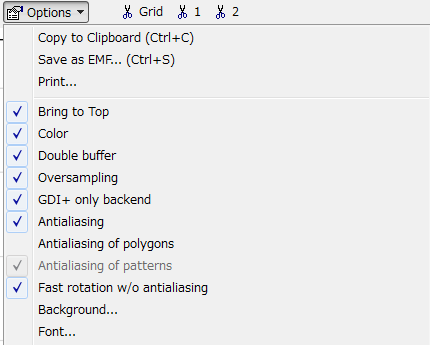 Options Grid 1 2
Copy to Clipboard (Ctrl+C)
Save as EMF... (Ctrl+S)
Print...
Bring to Top
Color
Double buffer
Oversampling
GDI+ only backend
Antialiasing
Antialiasing of polygons
Antialiasing of patterns
Fast rotation w/o antialiasing
Background...
Font...